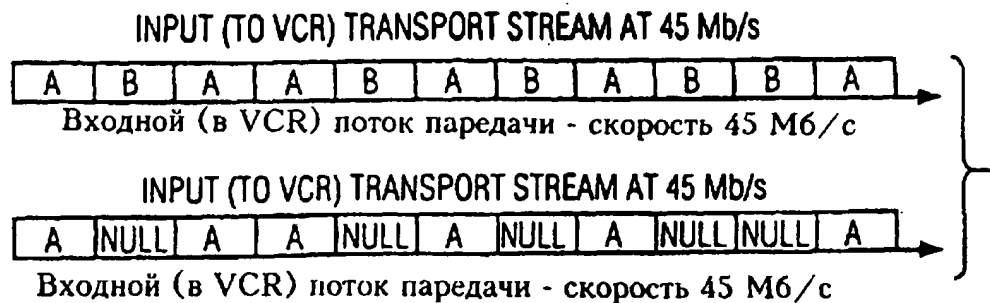 INPUT (TO VCR) TRANSPORT STREAM AT 45 Mb/s
A B A A B A B A B B A
Входной (в VCR) поток паредачи - скорость 45 Мб/с
INPUT (TO VCR) TRANSPORT STREAM AT 45 Mb/s
A NULL A A NULL A NULL A NULL NULL A
Входной (в VCR) поток паредачи - скорость 45 Мб/с